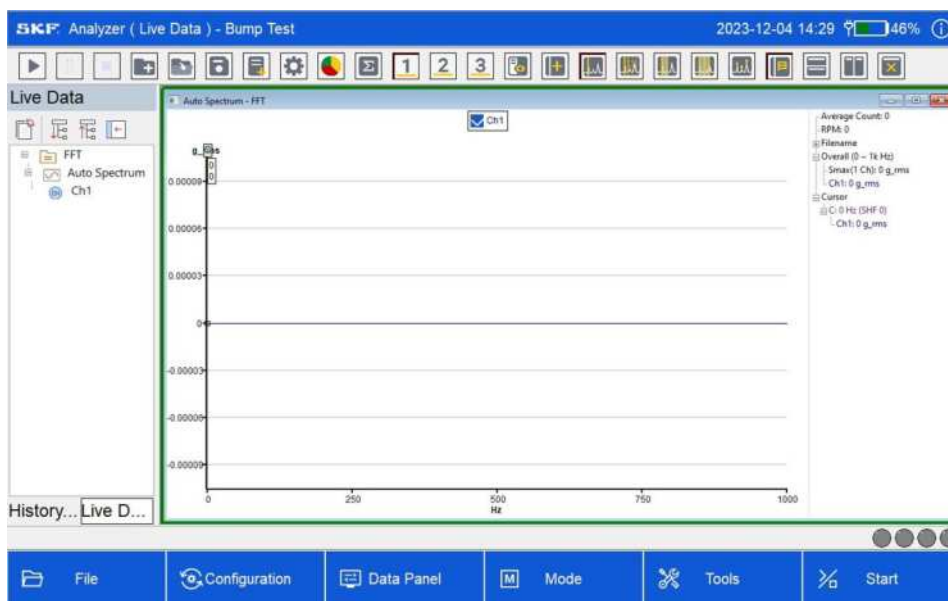 SKF. Analyzer ( Live Data ) - Bump Test
2023-12-04 14:29
46%
1
2
3
Live Data
FFT
Auto Spectrum
Ch1
History...
Live D...
Auto Spectrum - FFT
Ch1
0
0
0.00009
0.00006
0.00003
0
-0.00003
-0.00006
-0.00009
0
250
500
750
1000
Hz
Average Count: 0
RPM: 0
Filename
Overall (0 ~ 1k Hz)
Smax(1 Ch): 0 g_rms
Ch1: 0 g_rms
Cursor
C: 0 Hz (SHF 0)
Ch1: 0 g_rms
File
Configuration
Data Panel
M Mode
Tools
Start